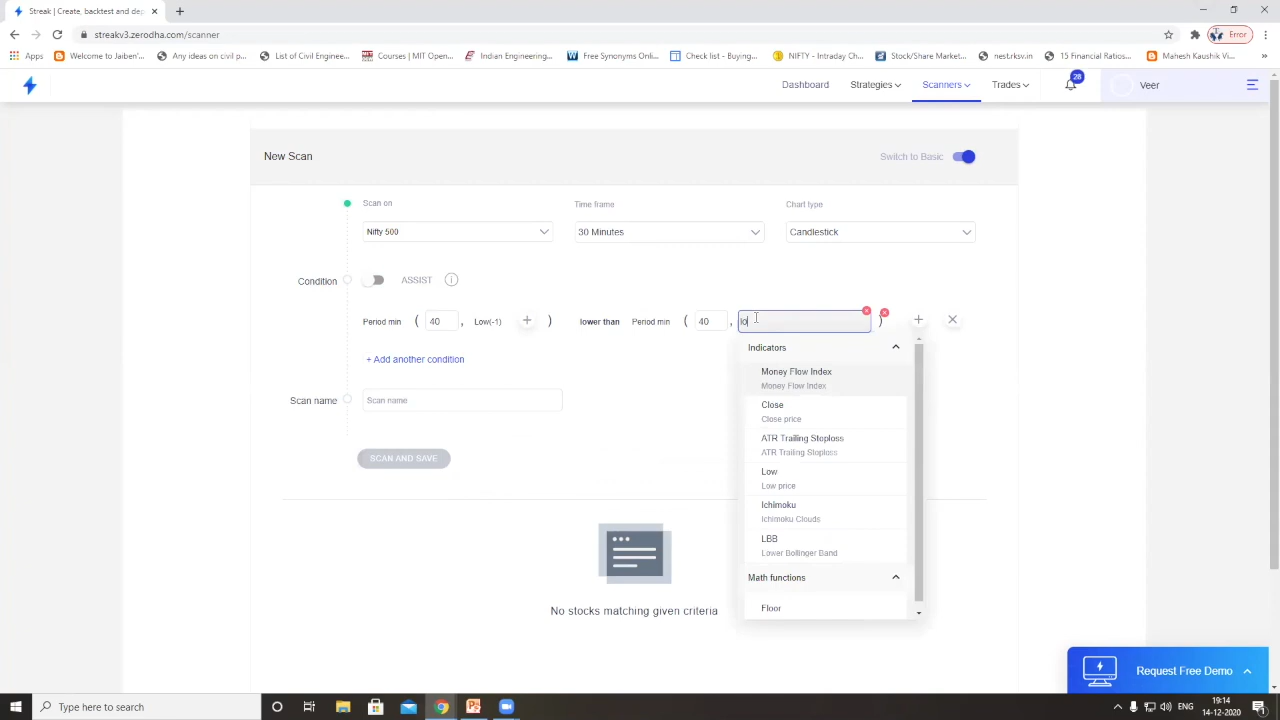 Streak | Create, backtest and dep
streakv3.zerodha.com/scanner
Error
Apps
Welcome to Jaiben'...
Any ideas on civil p...
List of Civil Engineer...
Courses | MIT Open...
Indian Engineering...
Free Synonyms Onl...
Check list - Buying,...
NIFTY - Intraday Ch...
Stock/Share Market...
nest.rksv.in
15 Financial Ratios...
Mahesh Kaushik Vi...
»
Dashboard
Strategies
Scanners
Trades
28
Veer
New Scan
Switch to Basic
Scan on
Time frame
Chart type
Nifty 500
30 Minutes
Candlestick
Condition
ASSIST
i
Period min ( 40 , Low(-1) + ) lower than Period min ( 40 , lo ) + ×
+ Add another condition
Scan name
Scan name
SCAN AND SAVE
Indicators
Money Flow Index
Money Flow Index
Close
Close price
ATR Trailing Stoploss
ATR Trailing Stoploss
Low
Low price
Ichimoku
Ichimoku Clouds
LBB
Lower Bollinger Band
Math functions
Floor
No stocks matching given criteria
Request Free Demo
Type here to search
ENG
19:14
14-12-2020